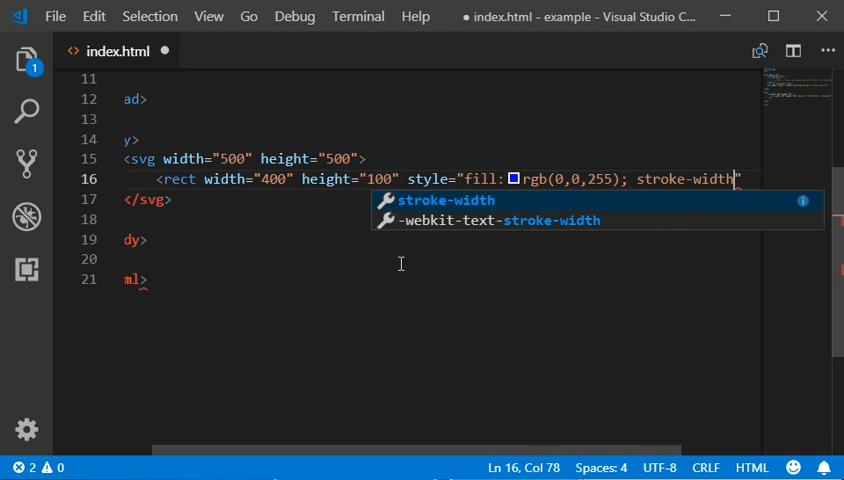 File Edit Selection View Go Debug Terminal Help ● index.html - example - Visual Studio C...
<> index.html ●
1
11
12 ad>
13
14 y>
15 <svg width="500" height="500">
16 <rect width="400" height="100" style="fill:rgb(0,0,255); stroke-width"
stroke-width
17 </svg>
-webkit-text-stroke-width
18
19 dy>
20
21 ml>
2 0 Ln 16, Col 78 Spaces: 4 UTF-8 CRLF HTML